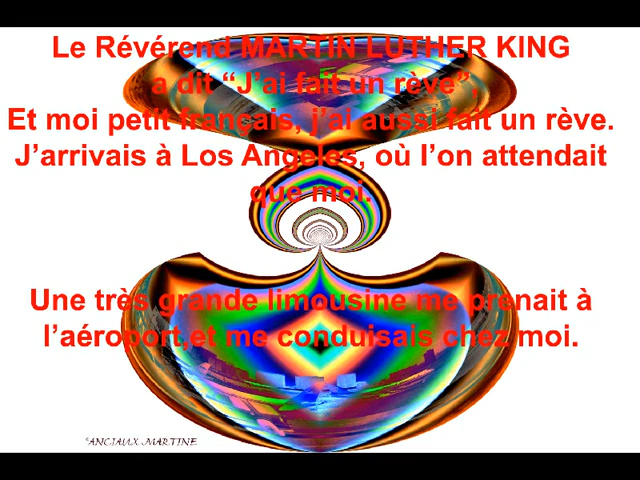 Le Révérend MARTIN LUTHER KING
a dit “J’ai fait un rève”.
Et moi petit français, j’ai aussi fait un rève.
J’arrivais à Los Angeles, où l’on attendait
que moi.
Une très grande limousine me prenait à
l’aéroport,et me conduisais chez moi.
©ANCIAUX MARTINE